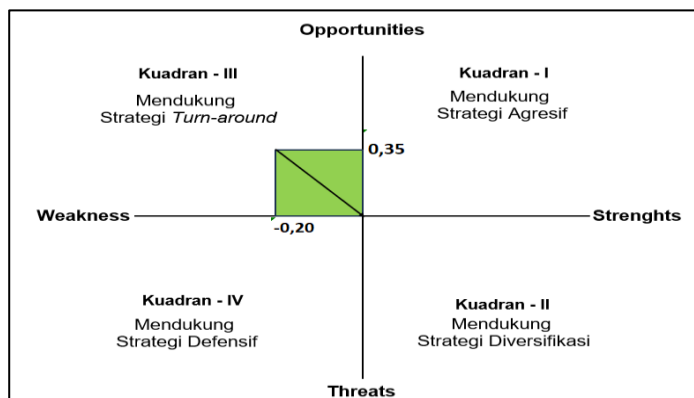 Opportunities
Kuadran - III
Mendukung
Strategi Turn-around
Kuadran - I
Mendukung
Strategi Agresif
0,35
Weakness
Strenghts
-0,20
Kuadran - IV
Mendukung
Strategi Defensif
Kuadran - II
Mendukung
Strategi Diversifikasi
Threats